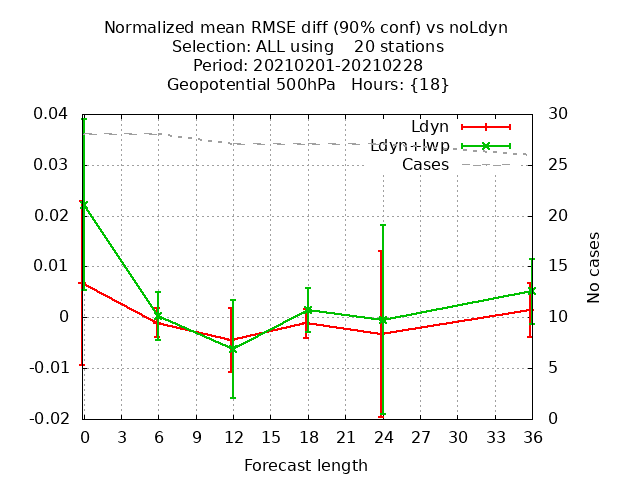 Normalized mean RMSE diff (90% conf) vs noLdyn
Selection: ALL using    20 stations
Period: 20210201-20210228
Geopotential 500hPa   Hours: {18}
Ldyn
Ldyn+lwp
Cases
0.04
0.03
0.02
0.01
0
-0.01
-0.02
30
25
20
15
10
5
0
No cases
0 3 6 9 12 15 18 21 24 27 30 33 36
Forecast length